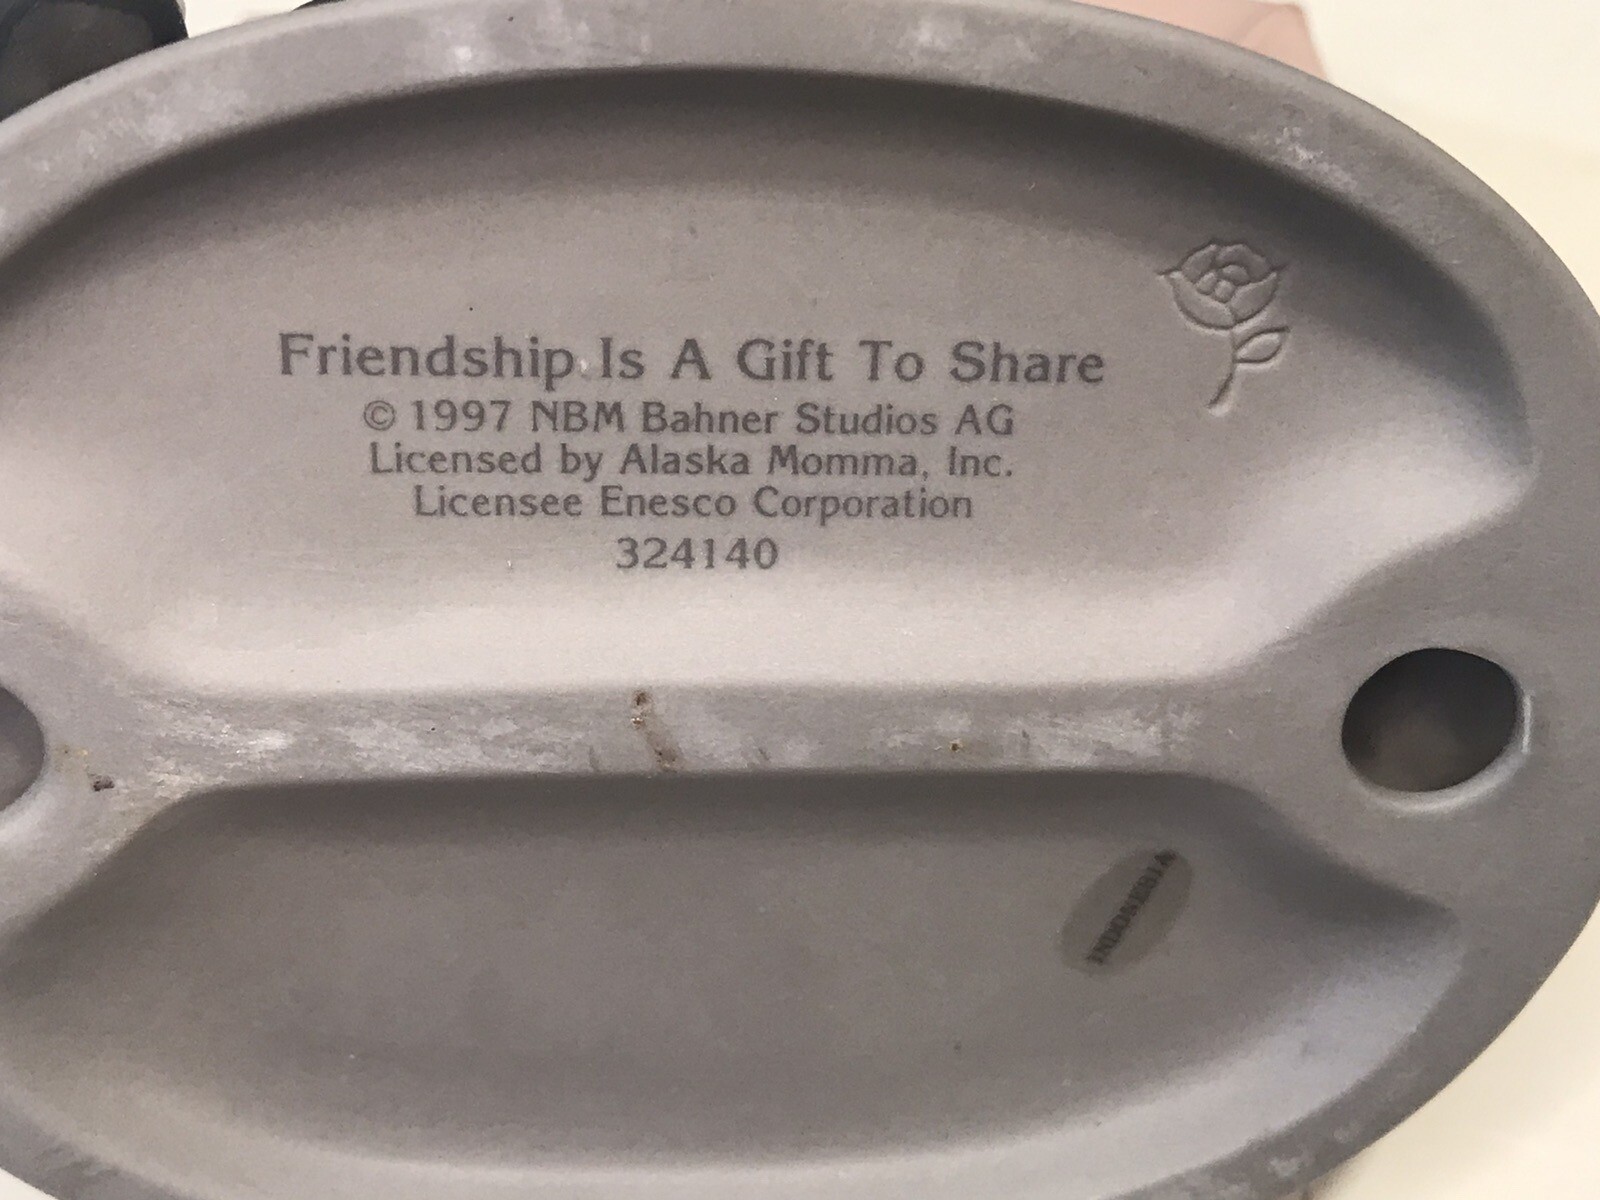 Friendship Is A Gift To Share
© 1997 NBM Bahner Studios AG
Licensed by Alaska Momma, Inc.
Licensee Enesco Corporation
324140
INDONESIA